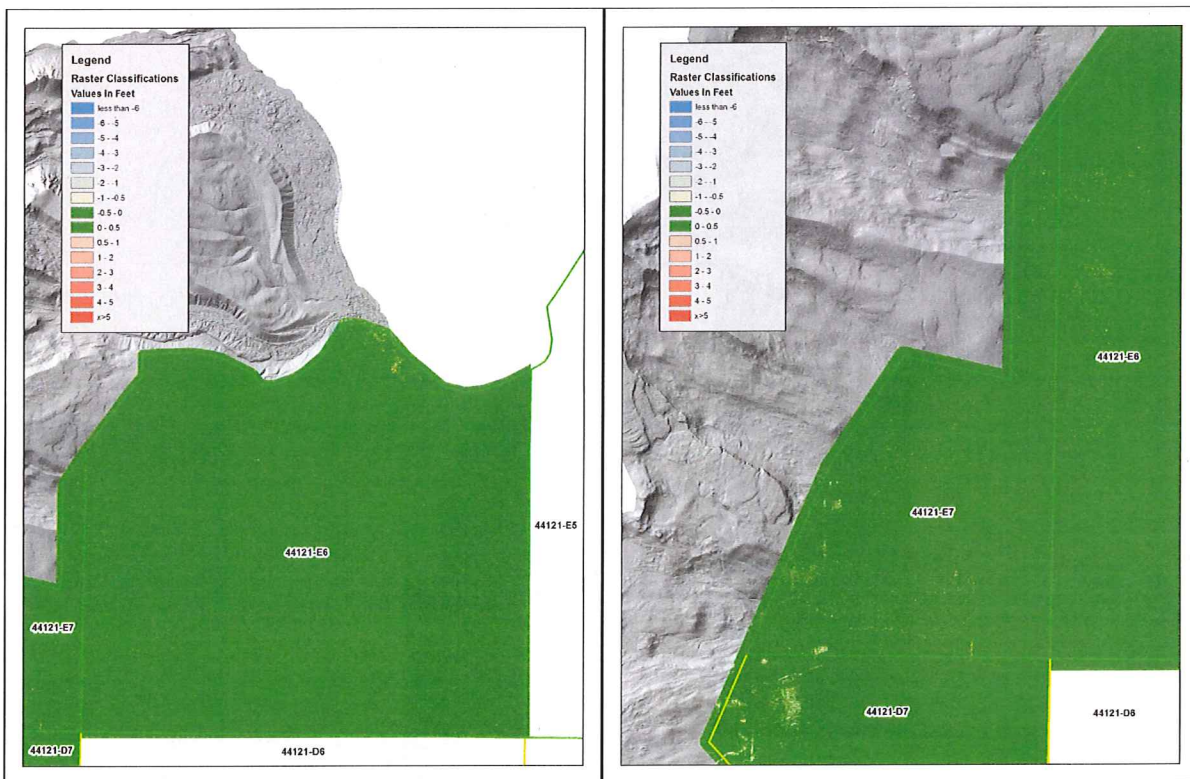 Legend
Raster Classifications
Values In Feet
less than -6
-6 - -5
-5 - -4
-4 - -3
-3 - -2
-2 - -1
-1 - -0.5
-0.5 - 0
0 - 0.5
0.5 - 1
1 - 2
2 - 3
3 - 4
4 - 5
x>5
44121-E5
44121-E6
44121-E7
44121-D7
44121-D6
Legend
Raster Classifications
Values In Feet
less than -6
-6 - -5
-5 - -4
-4 - -3
-3 - -2
-2 - -1
-1 - -0.5
-0.5 - 0
0 - 0.5
0.5 - 1
1 - 2
2 - 3
3 - 4
4 - 5
x>5
44121-E6
44121-E7
44121-D7
44121-D6